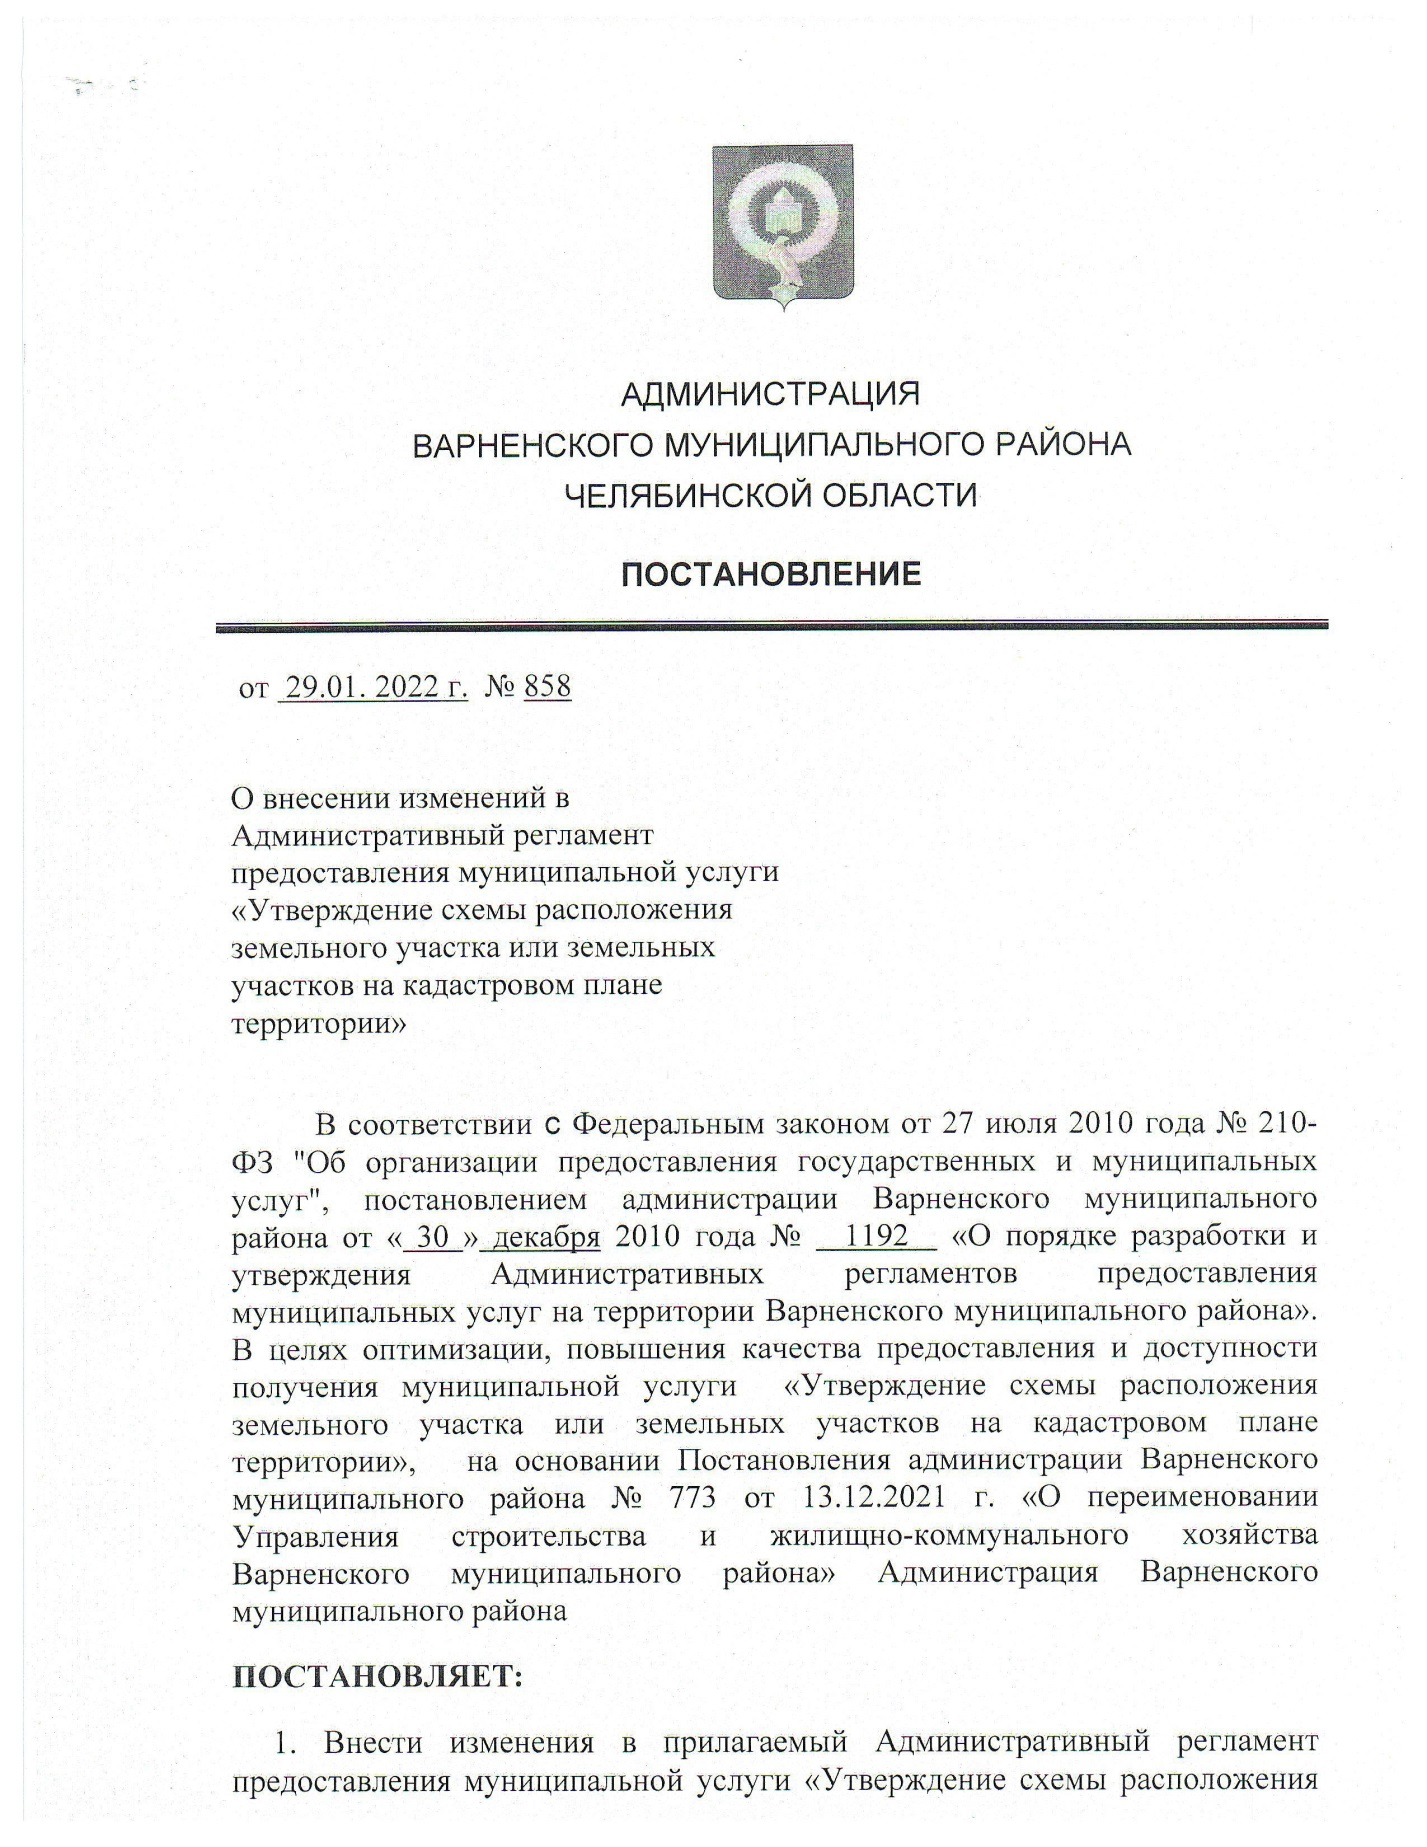 АДМИНИСТРАЦИЯ
ВАРНЕНСКОГО МУНИЦИПАЛЬНОГО РАЙОНА
ЧЕЛЯБИНСКОЙ ОБЛАСТИ
ПОСТАНОВЛЕНИЕ
от 29.01. 2022 г. № 858
О внесении изменений в
Административный регламент
предоставления муниципальной услуги
«Утверждение схемы расположения
земельного участка или земельных
участков на кадастровом плане
территории»
В соответствии с Федеральным законом от 27 июля 2010 года № 210-
ФЗ "Об организации предоставления государственных и муниципальных
услуг", постановлением администрации Варненского муниципального
района от « 30 » декабря 2010 года № 1192 «О порядке разработки и
утверждения Административных регламентов предоставления
муниципальных услуг на территории Варненского муниципального района».
В целях оптимизации, повышения качества предоставления и доступности
получения муниципальной услуги «Утверждение схемы расположения
земельного участка или земельных участков на кадастровом плане
территории», на основании Постановления администрации Варненского
муниципального района № 773 от 13.12.2021 г. «О переименовании
Управления строительства и жилищно-коммунального хозяйства
Варненского муниципального района» Администрация Варненского
муниципального района
ПОСТАНОВЛЯЕТ:
1. Внести изменения в прилагаемый Административный регламент
предоставления муниципальной услуги «Утверждение схемы расположения